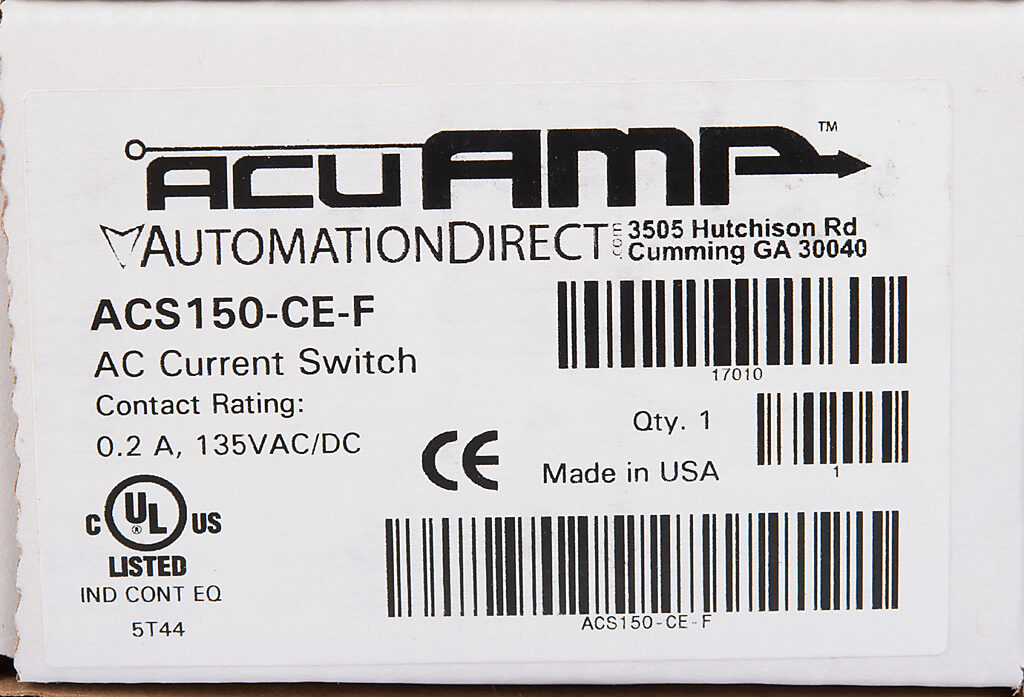 ACUAMP™
AUTOMATIONDIRECT.com
3505 Hutchison Rd
Cumming GA 30040
ACS150-CE-F
AC Current Switch
Contact Rating:
0.2 A, 135VAC/DC
17010
Qty. 1
1
CE
Made in USA
C UL ® US
LISTED
IND CONT EQ
5T44
ACS150-CE-F